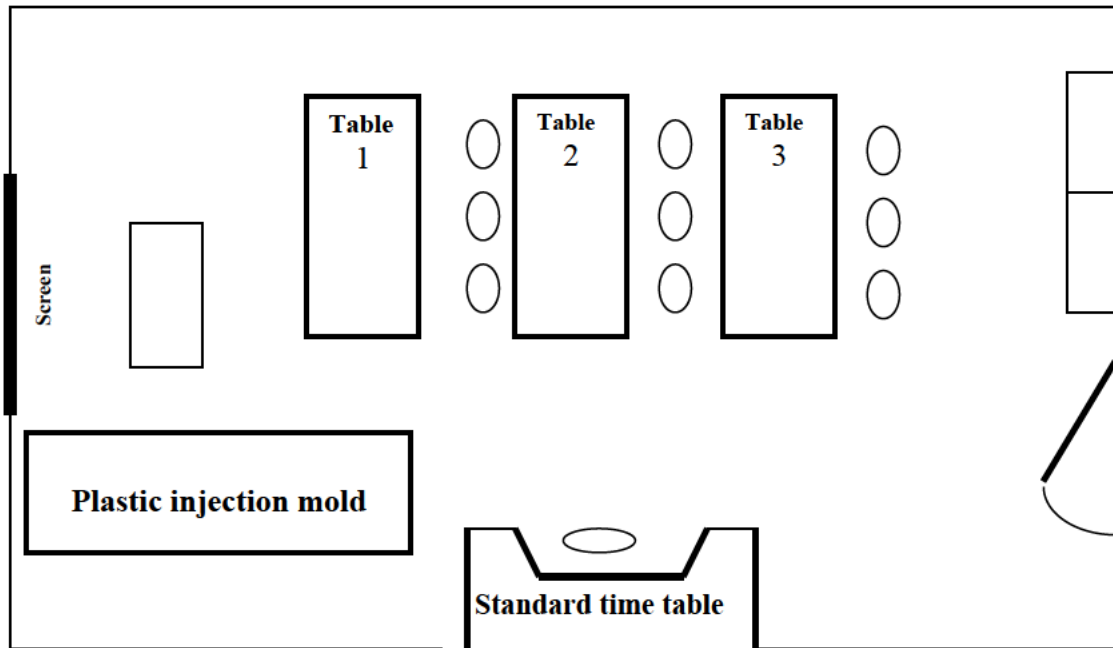 Table
1
Table
2
Table
3
Screen
Plastic injection mold
Standard time table